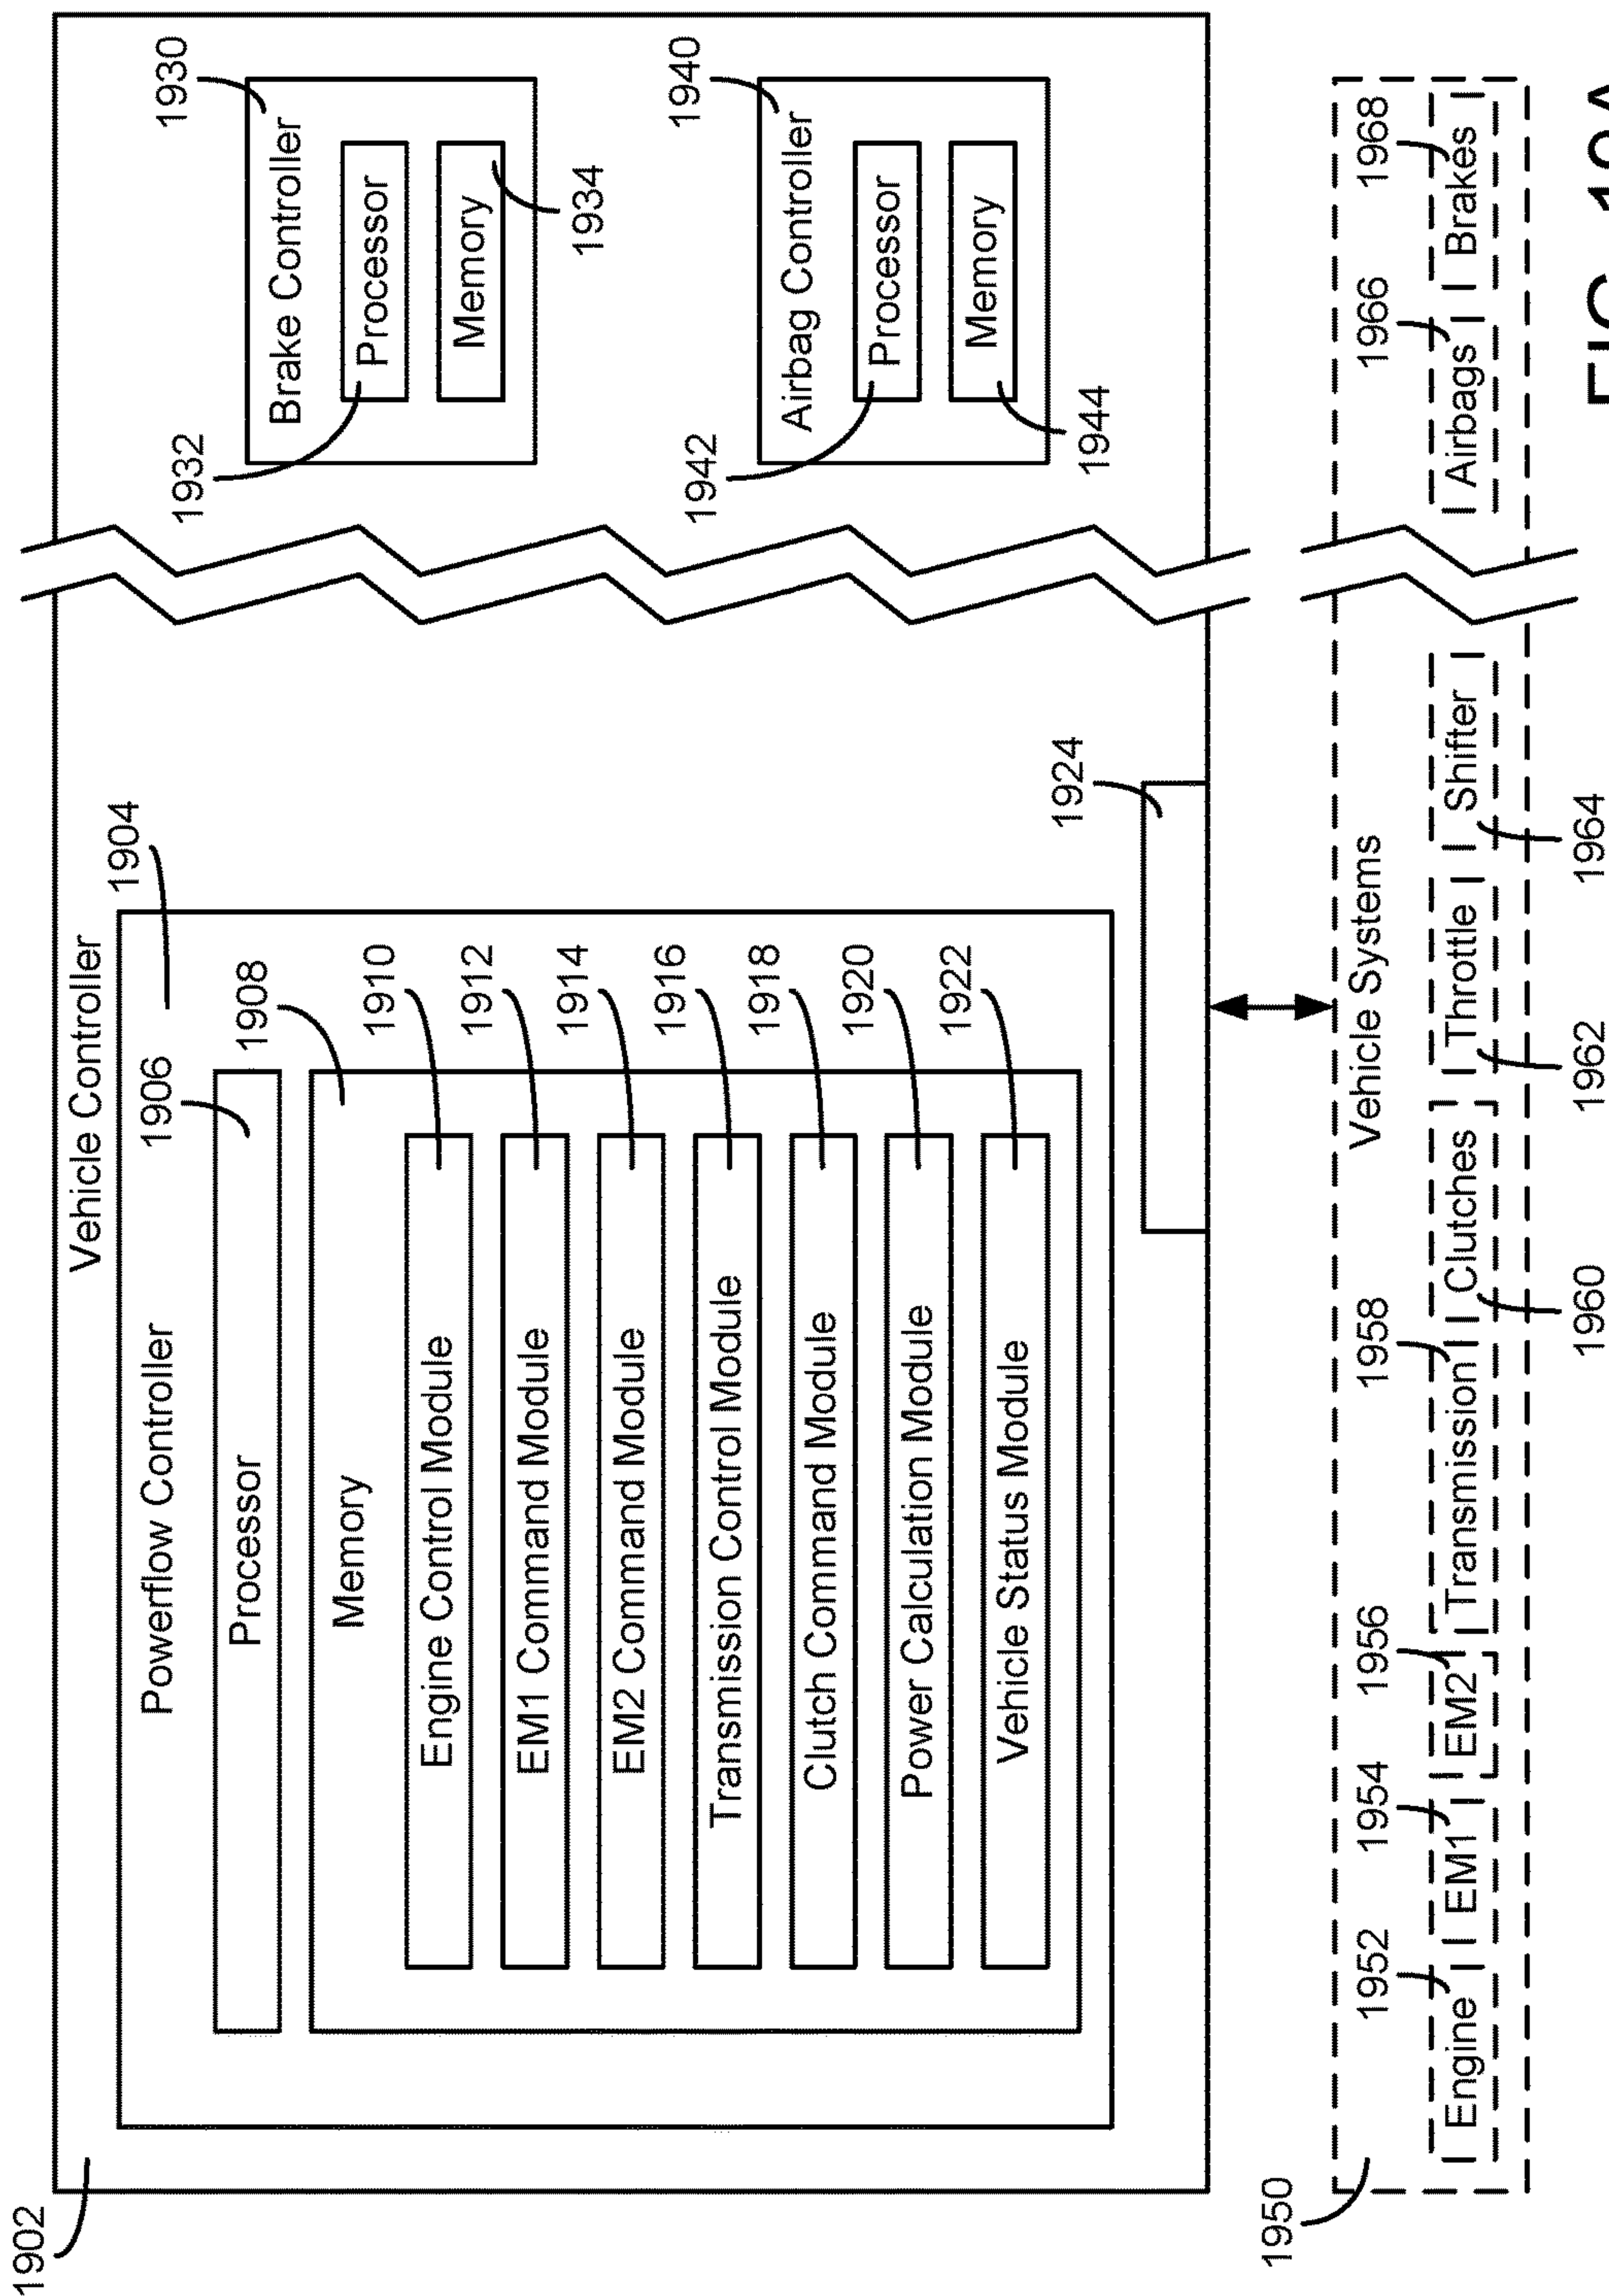 1902
Vehicle Controller
1904
Powerflow Controller
1906
Processor
1908
Memory
Engine Control Module
1910
EM1 Command Module
1912
EM2 Command Module
1914
Transmission Control Module
1916
Clutch Command Module
1918
Power Calculation Module
1920
Vehicle Status Module
1922
1924
1930
Brake Controller
1932
Processor
Memory
1934
1940
Airbag Controller
1942
Processor
Memory
1944
1950
Vehicle Systems
1952
1954
1956
1958
1966
1968
Engine
EM1
EM2
Transmission
Clutches
Throttle
Shifter
Airbags
Brakes
1960
1962
1964